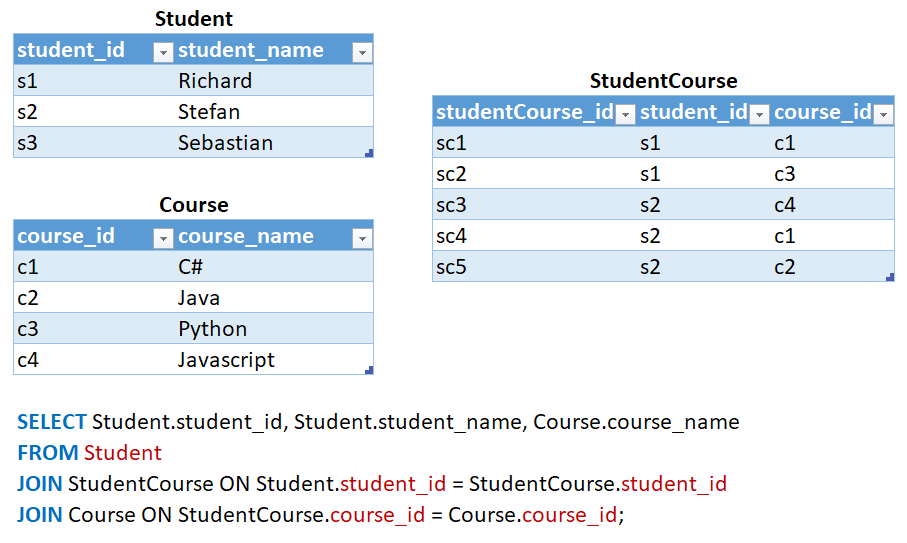 Student
student_id student_name
s1 Richard
s2 Stefan
s3 Sebastian
Course
course_id course_name
c1 C#
c2 Java
c3 Python
c4 Javascript
StudentCourse
studentCourse_id student_id course_id
sc1 s1 c1
sc2 s1 c3
sc3 s2 c4
sc4 s2 c1
sc5 s2 c2
SELECT Student.student_id, Student.student_name, Course.course_name
FROM Student
JOIN StudentCourse ON Student.student_id = StudentCourse.student_id
JOIN Course ON StudentCourse.course_id = Course.course_id;